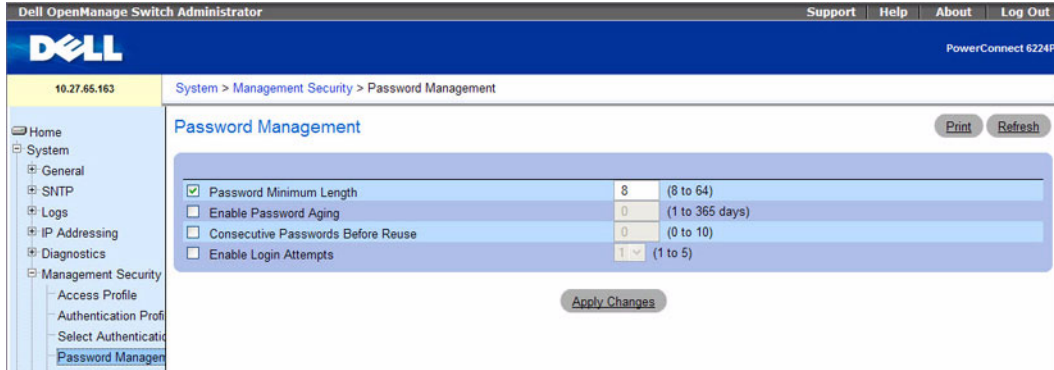 Dell OpenManage Switch Administrator
Support Help About Log Out
DELL
PowerConnect 6224P
10.27.65.163
System > Management Security > Password Management
Home
System
General
SNTP
Logs
IP Addressing
Diagnostics
Management Security
Access Profile
Authentication Profi
Select Authenticatio
Password Managem
Password Management
Print Refresh
Password Minimum Length 8 (8 to 64)
Enable Password Aging 0 (1 to 365 days)
Consecutive Passwords Before Reuse 0 (0 to 10)
Enable Login Attempts 1 (1 to 5)
Apply Changes